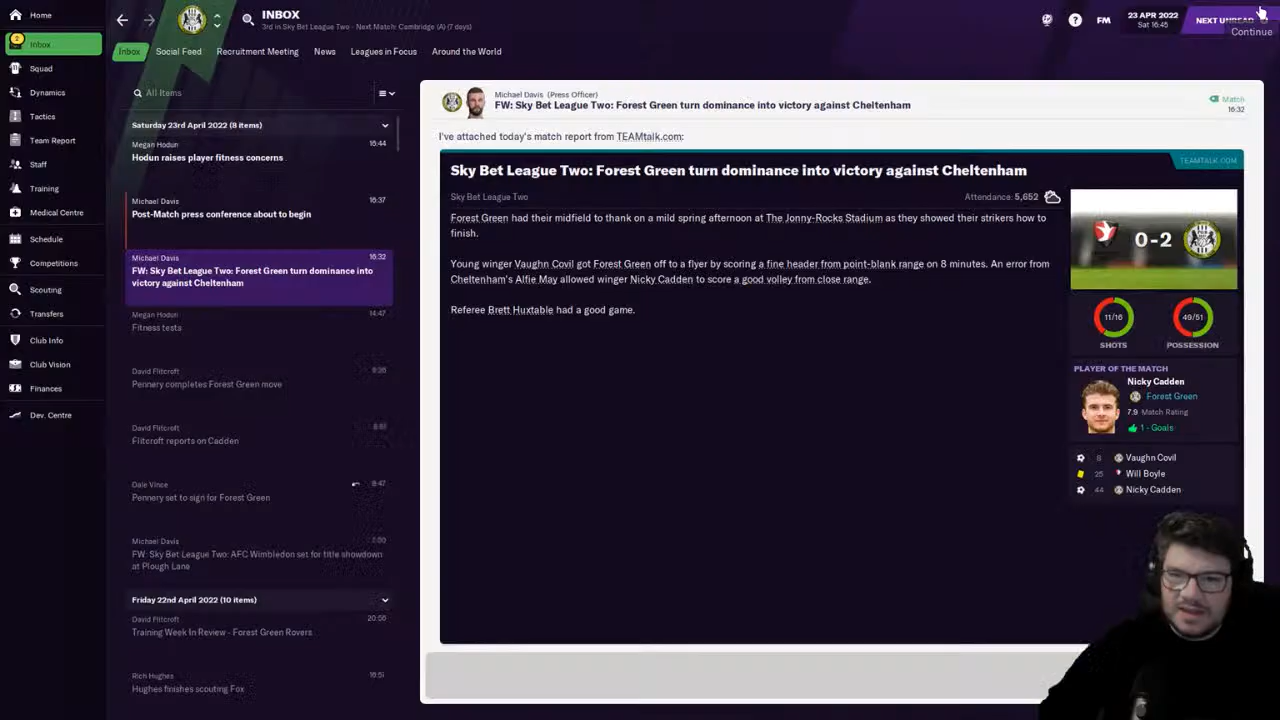 Home
Inbox
Squad
Dynamics
Tactics
Team Report
Staff
Training
Medical Centre
Schedule
Competitions
Scouting
Transfers
Club Info
Club Vision
Finances
Dev. Centre
INBOX
3rd in Sky Bet League Two - Next Match: Cambridge (A) (7 days)
FM
23 APR 2022
Sat 16:45
NEXT UNREAD
Continue
Inbox
Social Feed
Recruitment Meeting
News
Leagues in Focus
Around the World
All Items
Saturday 23rd April 2022 (8 items)
Megan Hodun
16:44
Hodun raises player fitness concerns
Michael Davis
16:37
Post-Match press conference about to begin
Michael Davis
16:32
FW: Sky Bet League Two: Forest Green turn dominance into
victory against Cheltenham
Megan Hodun
14:47
Fitness tests
David Flitcroft
Pennery completes Forest Green move
David Flitcroft
Flitcroft reports on Cadden
Dale Vince
8:47
Pennery set to sign for Forest Green
Michael Davis
FW: Sky Bet League Two: AFC Wimbledon set for title showdown
at Plough Lane
Friday 22nd April 2022 (10 items)
David Flitcroft
Training Week In Review - Forest Green Rovers
Rich Hughes
16:51
Hughes finishes scouting Fox
Michael Davis (Press Officer)
FW: Sky Bet League Two: Forest Green turn dominance into victory against Cheltenham
Match
16:32
I've attached today's match report from TEAMtalk.com:
TEAMTALK.COM
Sky Bet League Two: Forest Green turn dominance into victory against Cheltenham
Sky Bet League Two
Attendance: 5,652
Forest Green had their midfield to thank on a mild spring afternoon at The Jonny-Rocks Stadium as they showed their strikers how to
finish.
Young winger Vaughn Covil got Forest Green off to a flyer by scoring a fine header from point-blank range on 8 minutes. An error from
Cheltenham's Alfie May allowed winger Nicky Cadden to score a good volley from close range.
Referee Brett Huxtable had a good game.
0-2
11/16
SHOTS
49/51
POSSESSION
PLAYER OF THE MATCH
Nicky Cadden
Forest Green
7.9 Match Rating
1 - Goals
8 Vaughn Covil
25 Will Boyle
44 Nicky Cadden